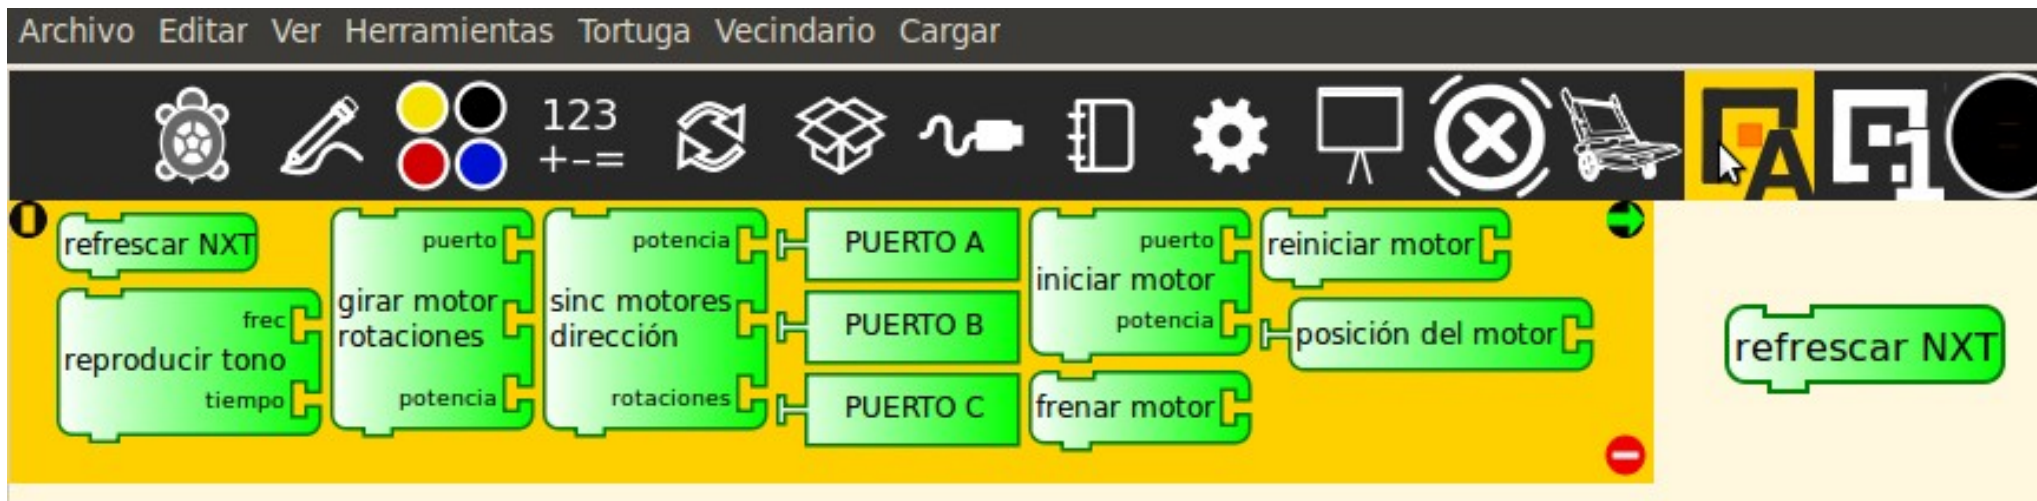 Archivo Editar Ver Herramientas Tortuga Vecindario Cargar
123
+-=
A
1
refrescar NXT
frec
reproducir tono
tiempo
puerto
girar motor
rotaciones
potencia
potencia
sinc motores
dirección
rotaciones
PUERTO A
PUERTO B
PUERTO C
puerto
iniciar motor
potencia
frenar motor
reiniciar motor
posición del motor
refrescar NXT